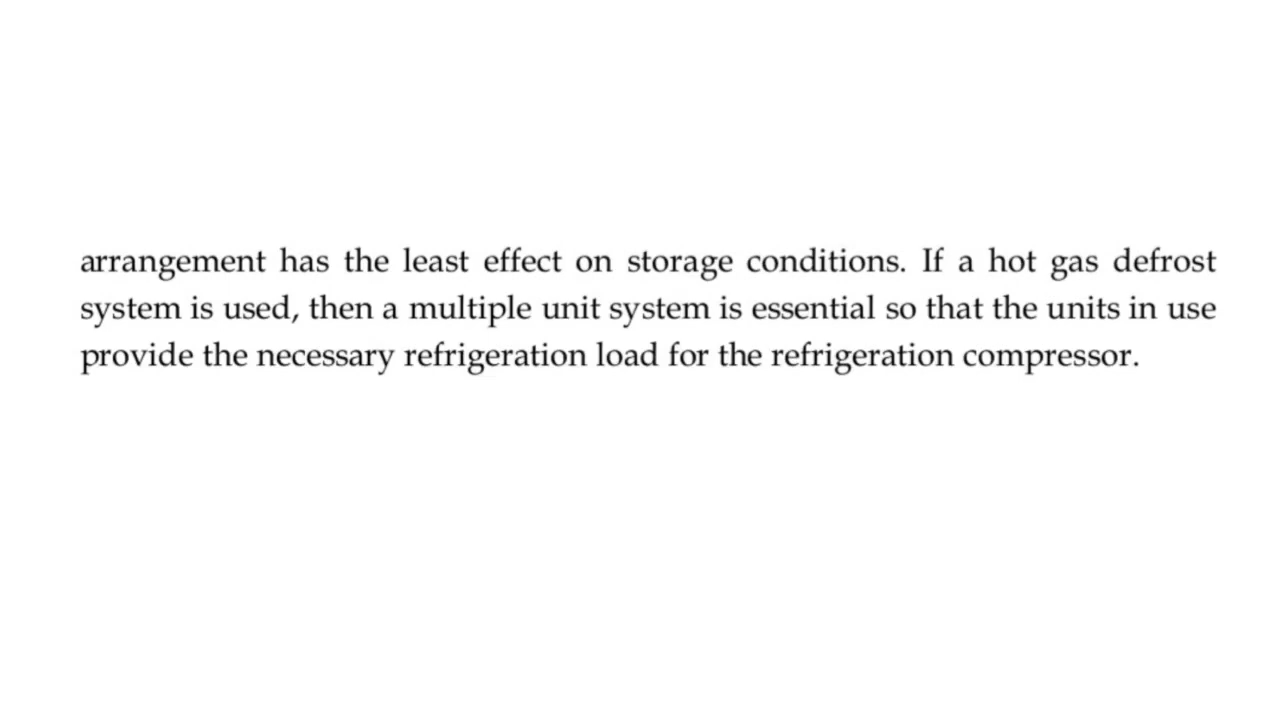 arrangement has the least effect on storage conditions. If a hot gas defrost
system is used, then a multiple unit system is essential so that the units in use
provide the necessary refrigeration load for the refrigeration compressor.